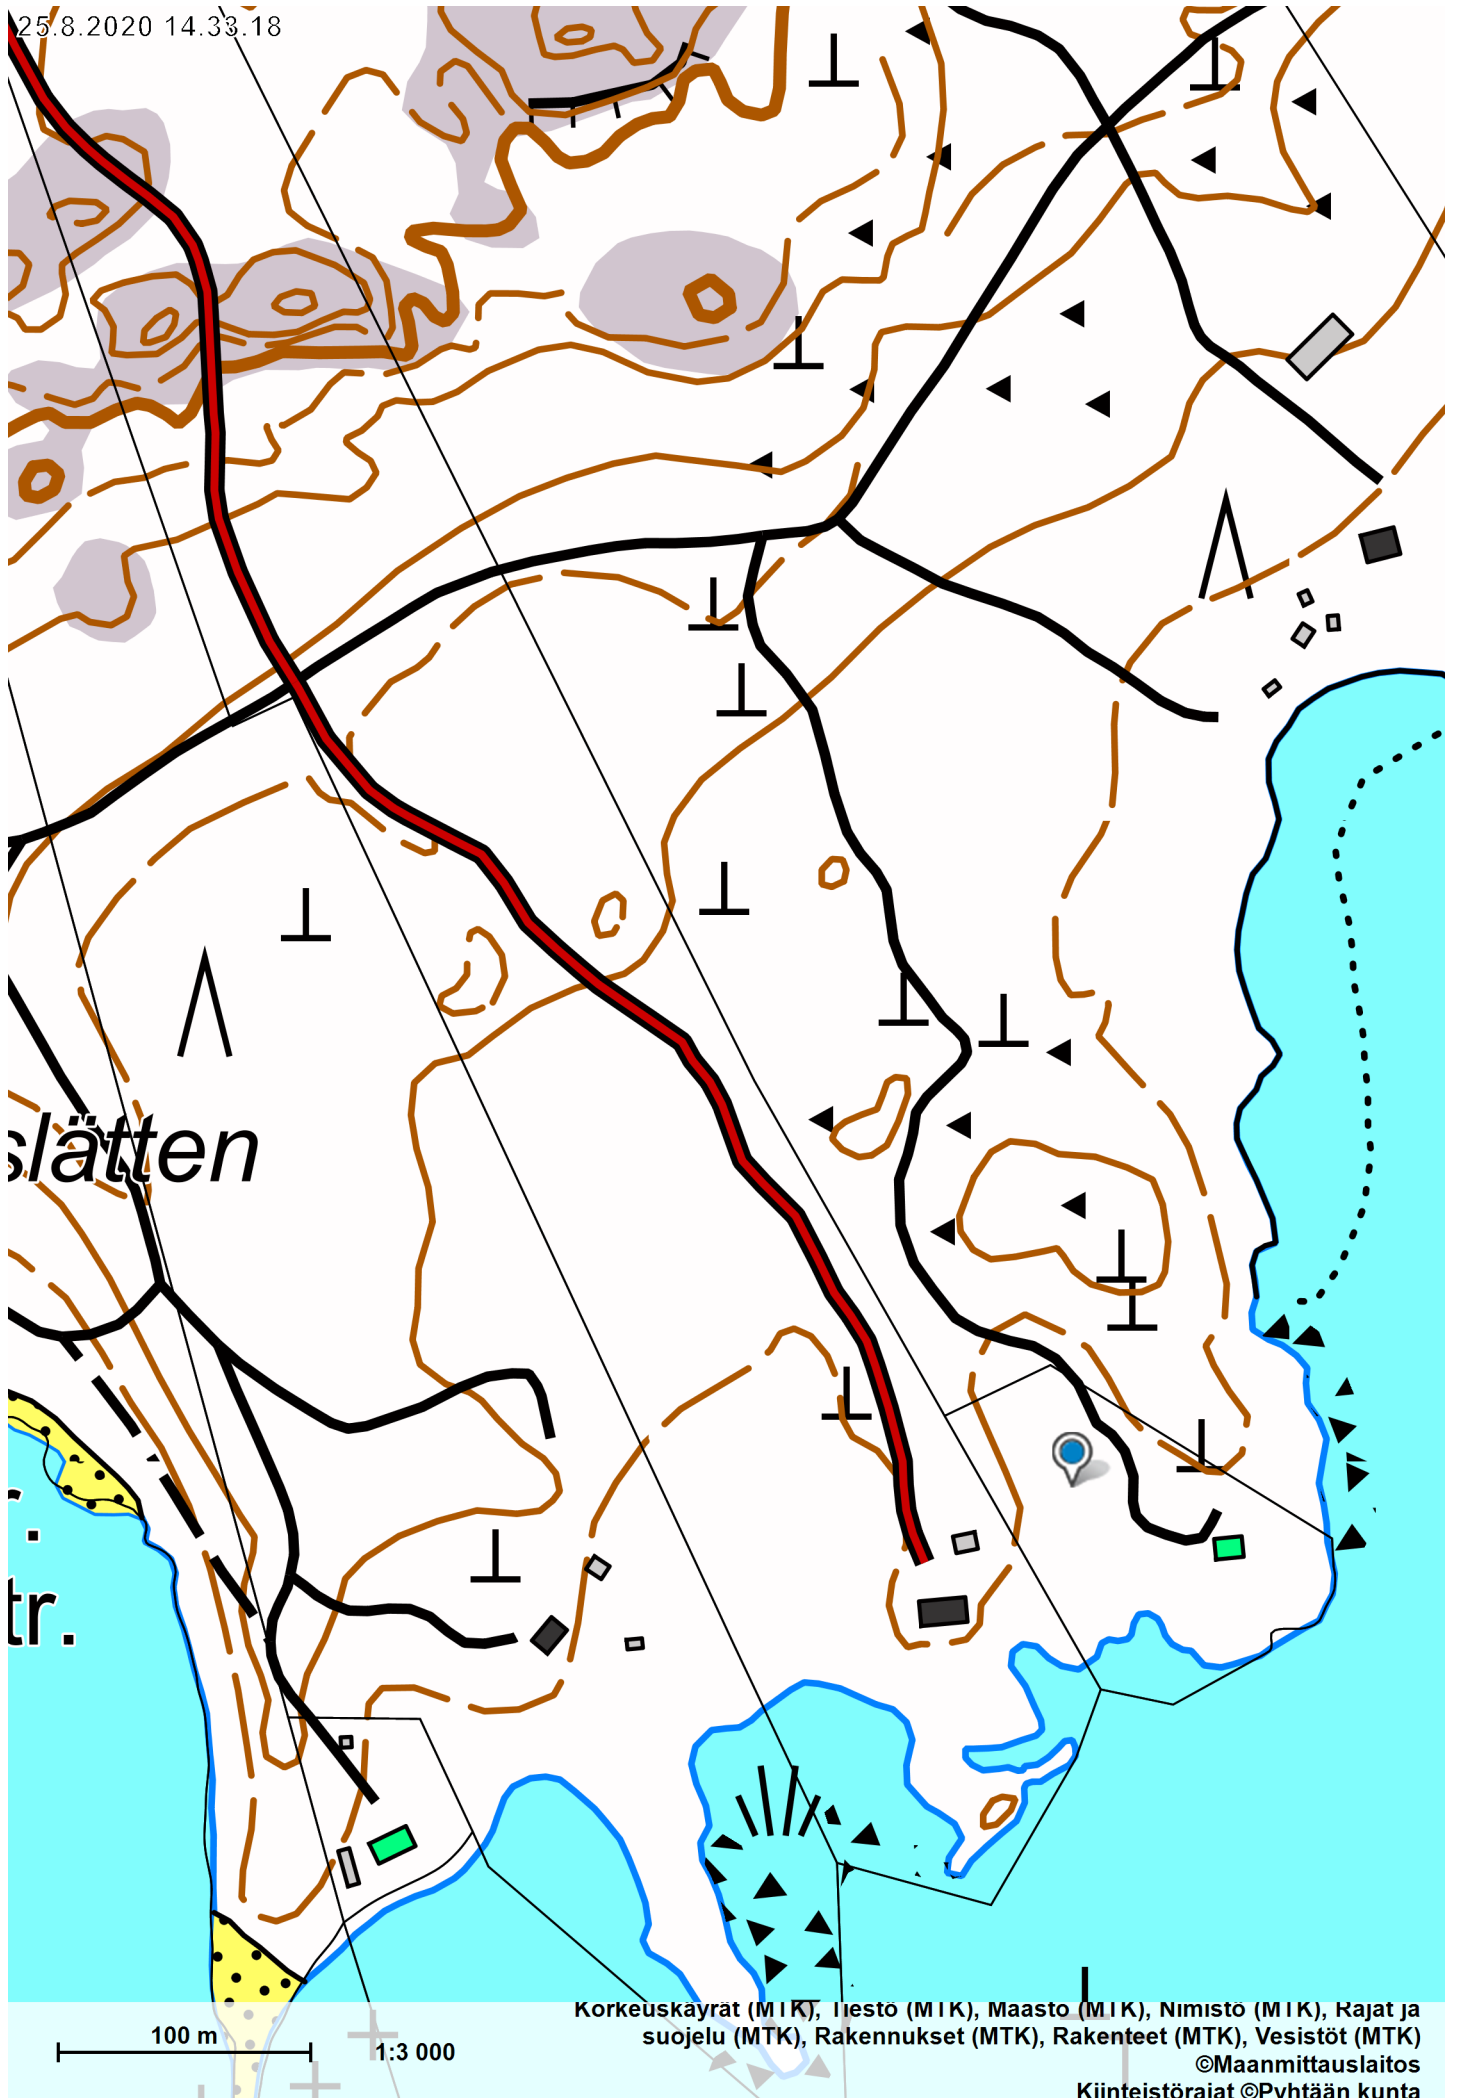 25.8.2020 14.33.18
slätten
r.
tr.
Korkeuskäyrät (MTK), Tiestö (MTK), Maasto (MTK), Nimistö (MTK), Rajat ja
suojelu (MTK), Rakennukset (MTK), Rakenteet (MTK), Vesistöt (MTK)
©Maanmittauslaitos
Kiinteistörajat ©Pyhtään kunta
100 m
1:3 000